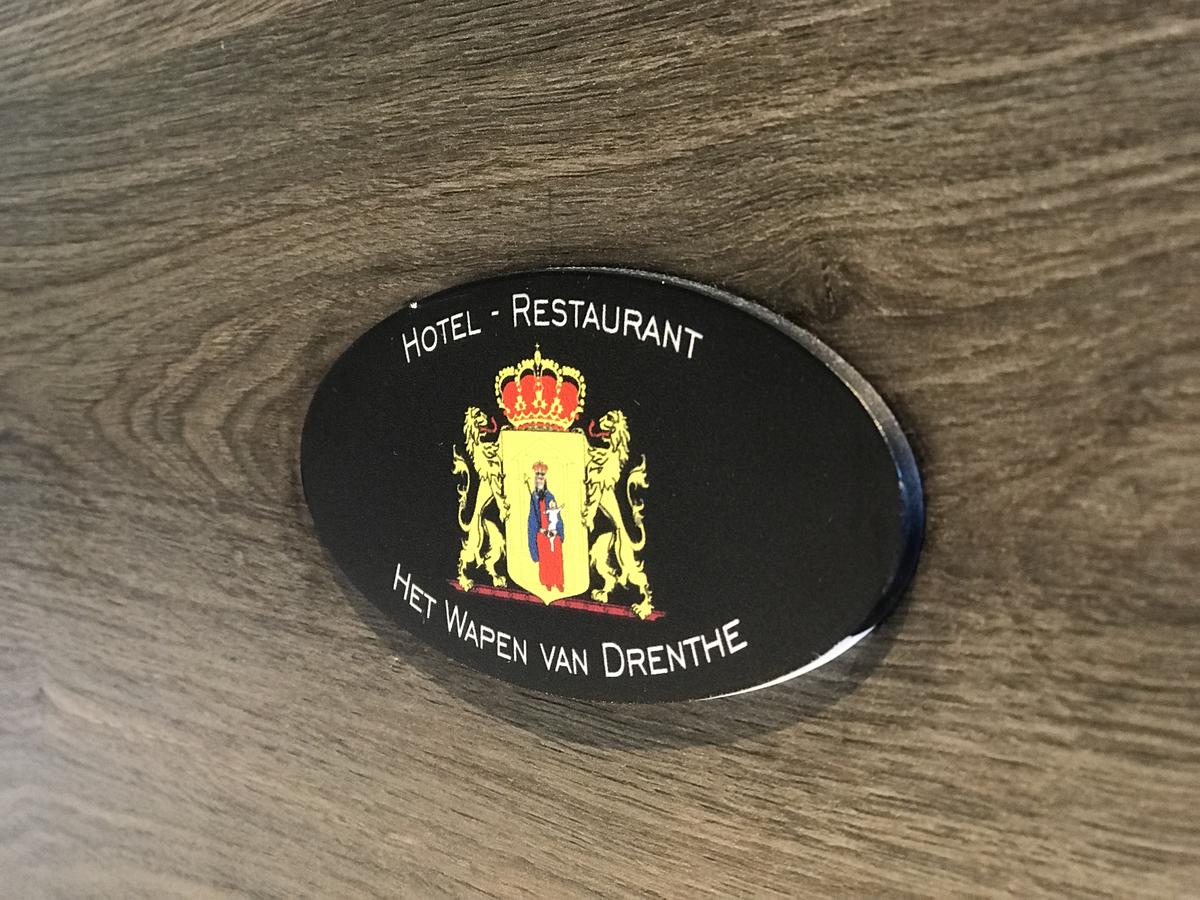 Hotel - Restaurant
Het Wapen van Drenthe